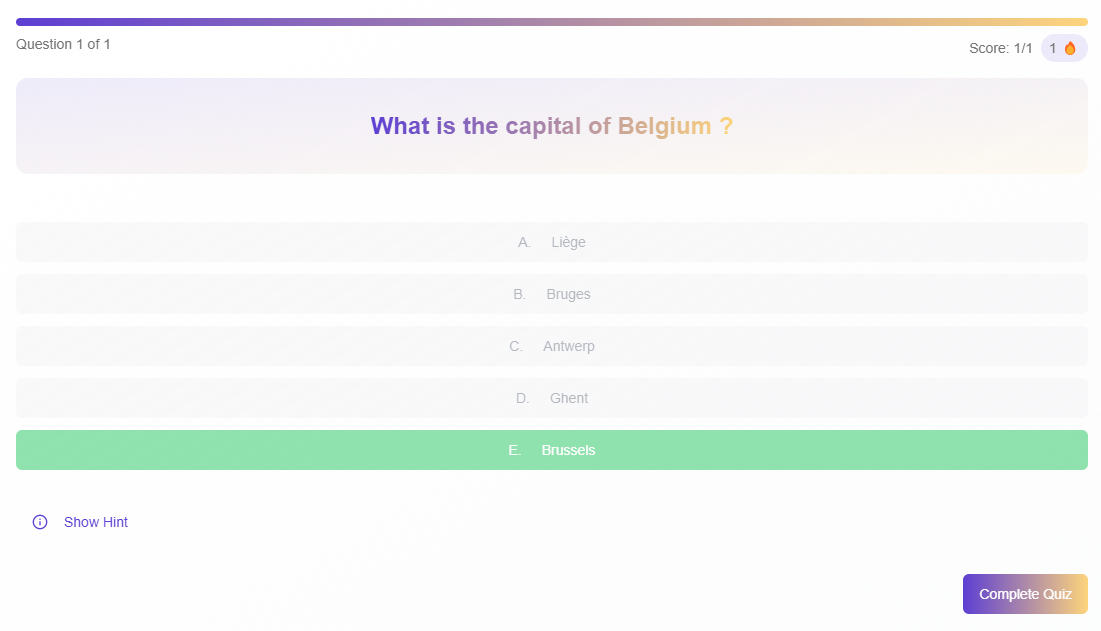 Question 1 of 1
Score: 1/1 1 🔥
What is the capital of Belgium ?
A. Liège
B. Bruges
C. Antwerp
D. Ghent
E. Brussels
Show Hint
Complete Quiz